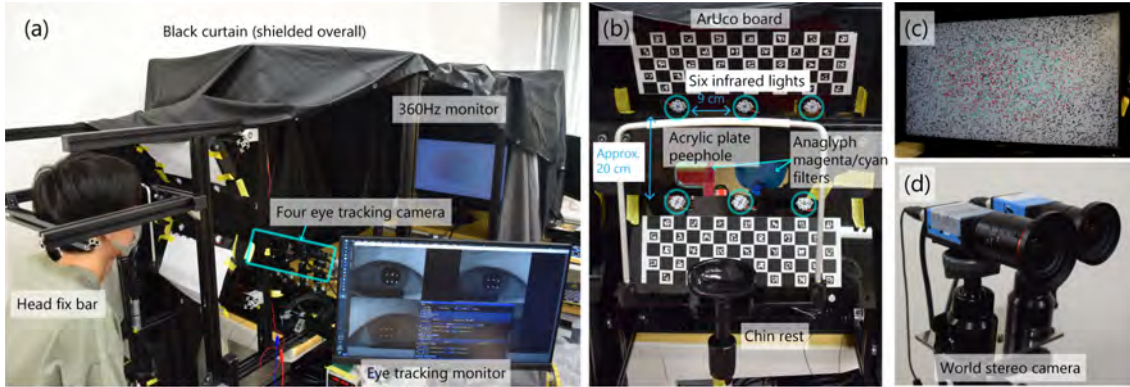 (a)
Black curtain (shielded overall)
360Hz monitor
Four eye tracking camera
Head fix bar
Eye tracking monitor
(b)
ArUco board
Six infrared lights
9 cm
Acrylic plate
peephole
Approx.
20 cm
Anaglyph
magenta/cyan
filters
Chin rest
(c)
(d)
World stereo camera